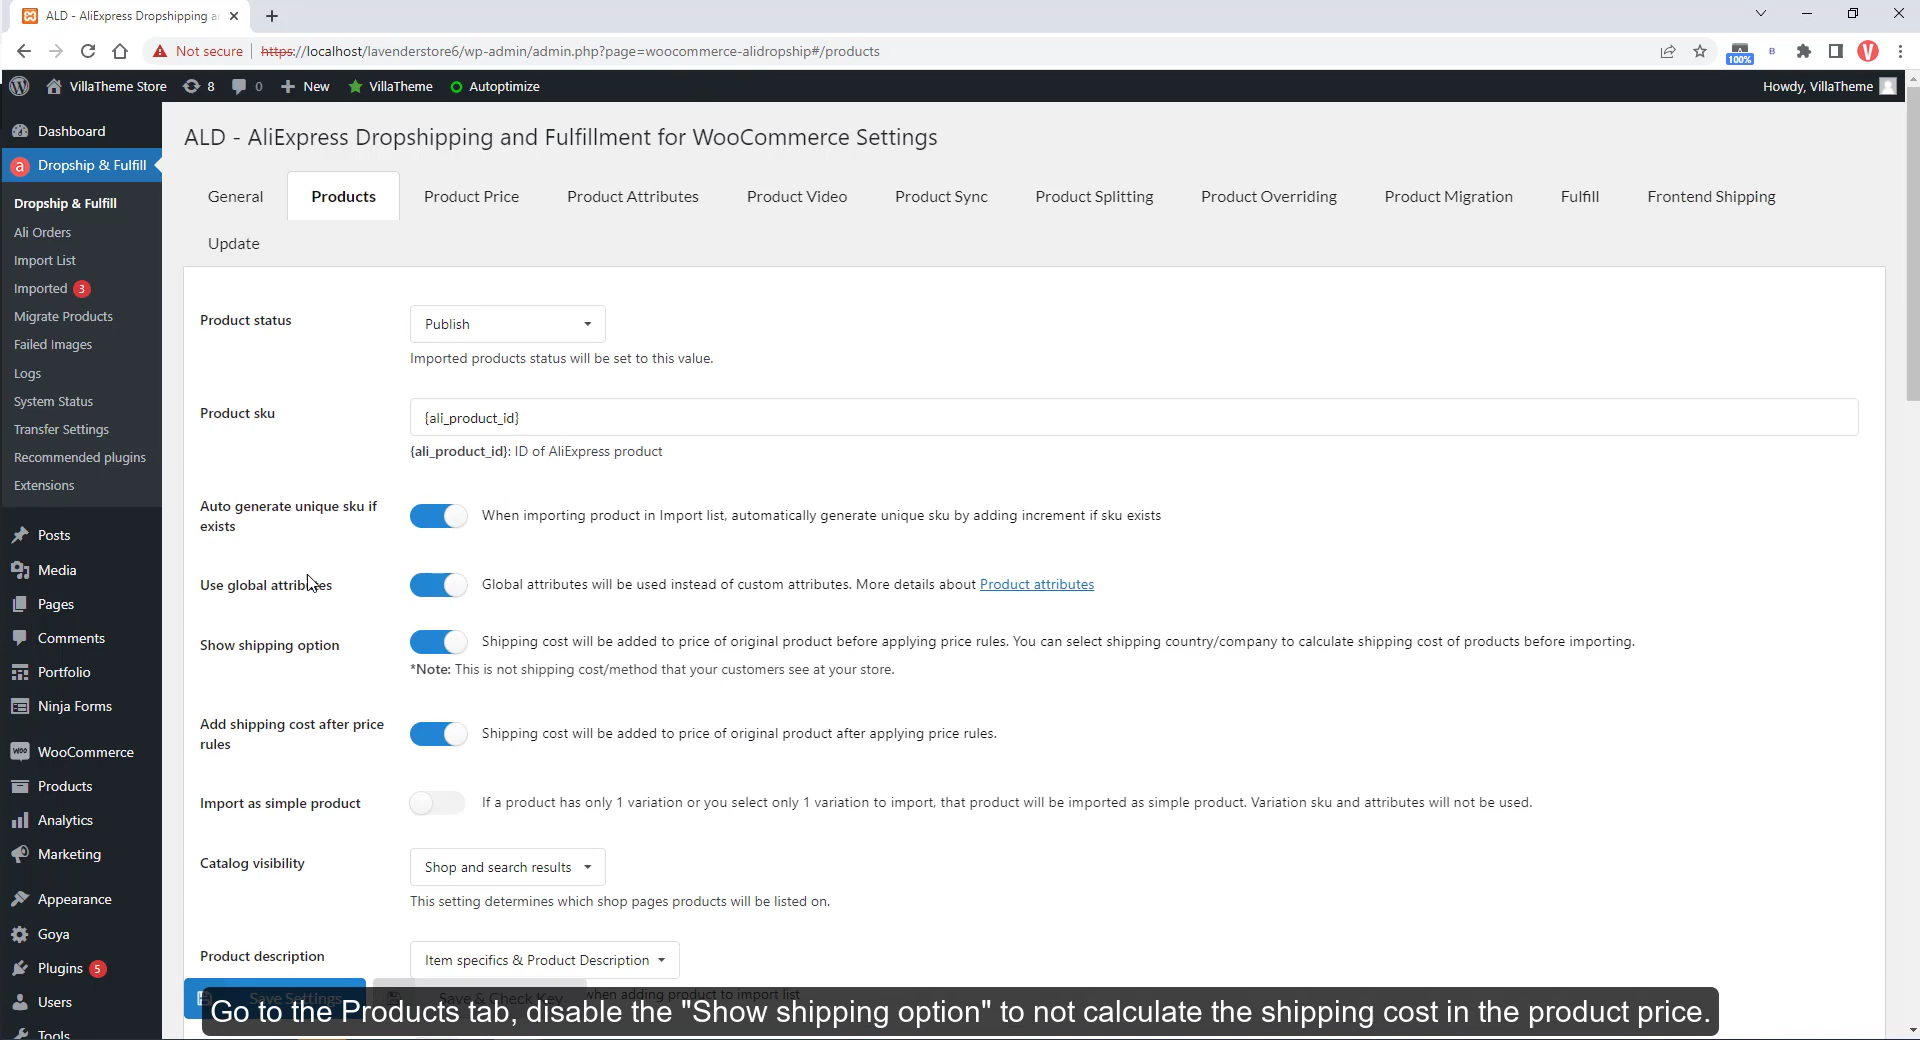 ALD - AliExpress Dropshipping ar
Not secure https://localhost/lavenderstore6/wp-admin/admin.php?page=woocommerce-alidropship#/products
100%
B
V
VillaTheme Store 8 0 New VillaTheme Autoptimize Howdy, VillaTheme
Dashboard
a Dropship & Fulfill
Dropship & Fulfill
Ali Orders
Import List
Imported 3
Migrate Products
Failed Images
Logs
System Status
Transfer Settings
Recommended plugins
Extensions
Posts
Media
Pages
Comments
Portfolio
Ninja Forms
Woo WooCommerce
Products
Analytics
Marketing
Appearance
Goya
Plugins 5
Users
Tools
ALD - AliExpress Dropshipping and Fulfillment for WooCommerce Settings
General Products Product Price Product Attributes Product Video Product Sync Product Splitting Product Overriding Product Migration Fulfill Frontend Shipping
Update
Product status
Publish
Imported products status will be set to this value.
Product sku
{ali_product_id}
{ali_product_id}: ID of AliExpress product
Auto generate unique sku if
exists
When importing product in Import list, automatically generate unique sku by adding increment if sku exists
Use global attributes
Global attributes will be used instead of custom attributes. More details about Product attributes
Show shipping option
Shipping cost will be added to price of original product before applying price rules. You can select shipping country/company to calculate shipping cost of products before importing.
*Note: This is not shipping cost/method that your customers see at your store.
Add shipping cost after price
rules
Shipping cost will be added to price of original product after applying price rules.
Import as simple product
If a product has only 1 variation or you select only 1 variation to import, that product will be imported as simple product. Variation sku and attributes will not be used.
Catalog visibility
Shop and search results
This setting determines which shop pages products will be listed on.
Product description
Item specifics & Product Description
Save Settings Save & Check Key when adding product to import list
Go to the Products tab, disable the "Show shipping option" to not calculate the shipping cost in the product price.